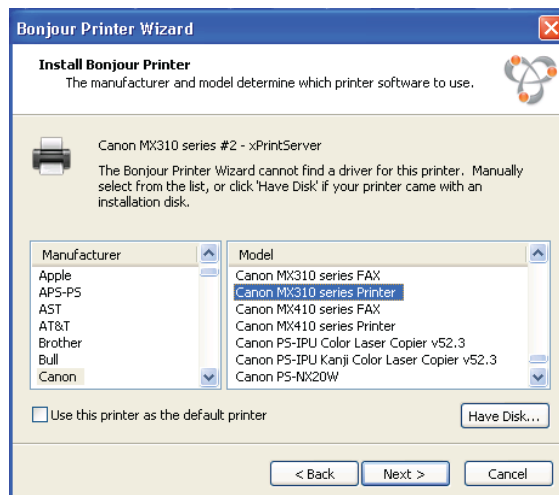 Bonjour Printer Wizard
Install Bonjour Printer
The manufacturer and model determine which printer software to use.
Canon MX310 series #2 - xPrintServer
The Bonjour Printer Wizard cannot find a driver for this printer. Manually
select from the list, or click 'Have Disk' if your printer came with an
installation disk.
Manufacturer
Apple
APS-PS
AST
AT&T
Brother
Bull
Canon
Model
Canon MX310 series FAX
Canon MX310 series Printer
Canon MX410 series FAX
Canon MX410 series Printer
Canon PS-IPU Color Laser Copier v52.3
Canon PS-IPU Kanji Color Laser Copier v52.3
Canon PS-NX20W
Use this printer as the default printer
Have Disk...
< Back
Next >
Cancel